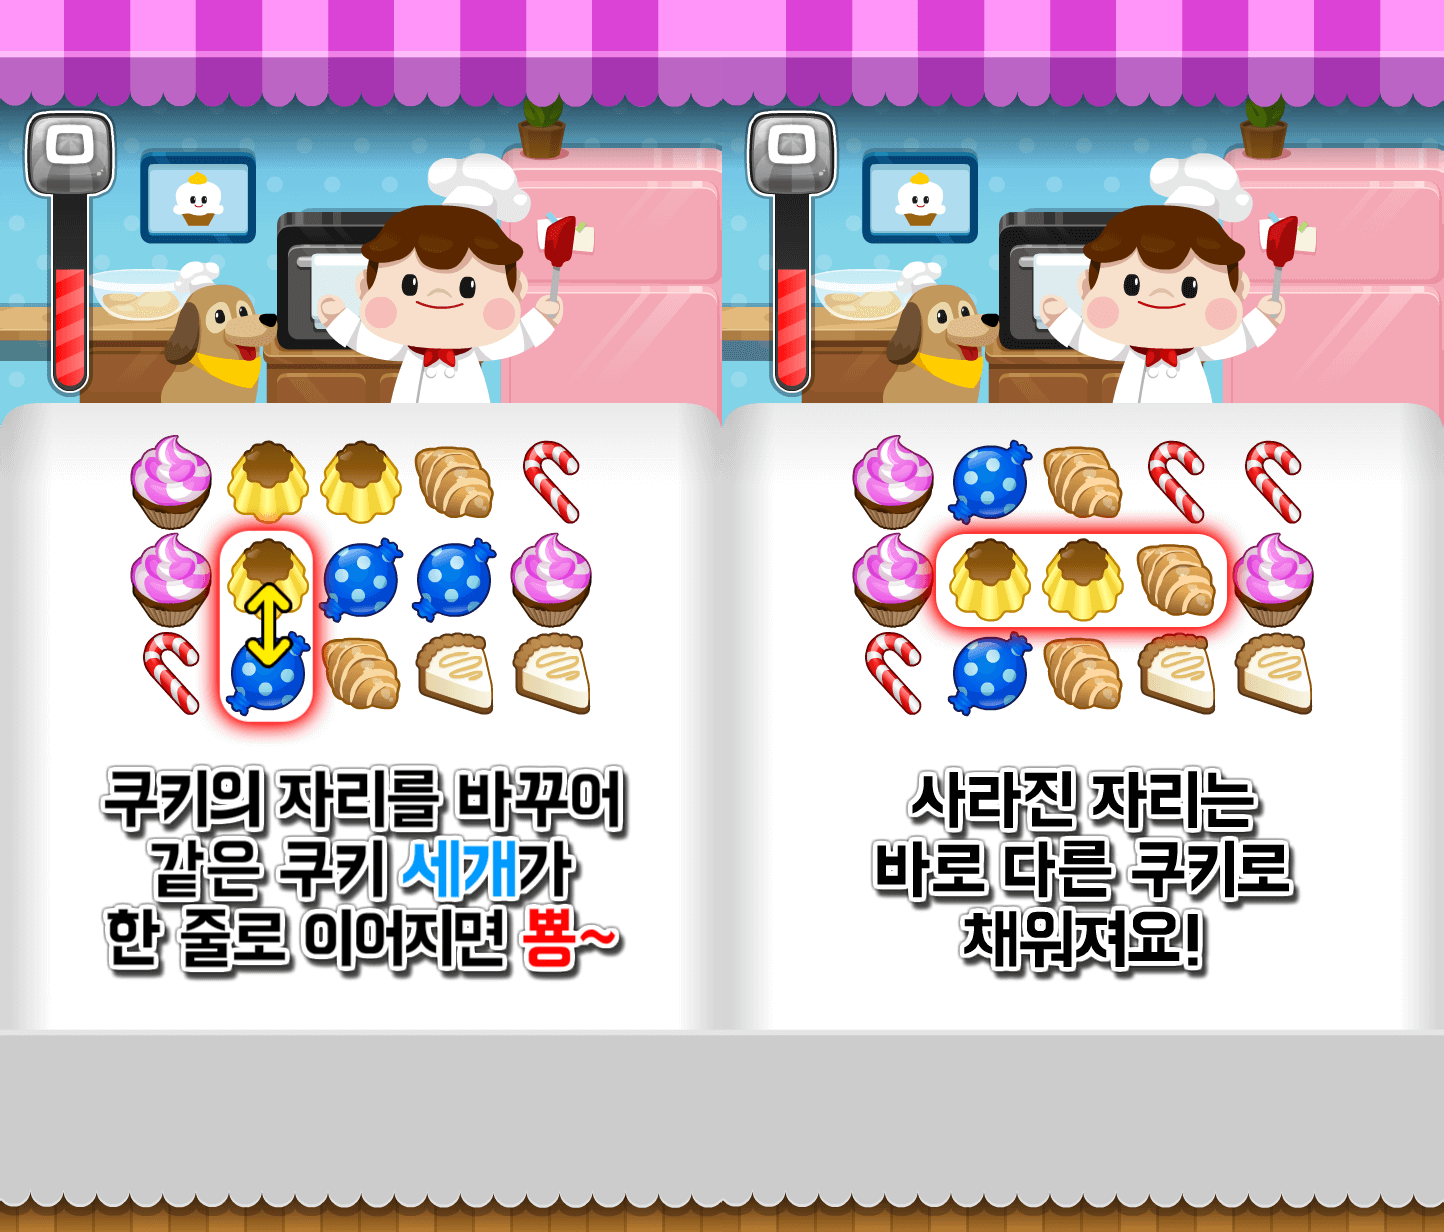 쿠키의 자리를 바꾸어
같은 쿠키 세개가
한 줄로 이어지면 뿅~
사라진 자리는
바로 다른 쿠키로
채워져요!